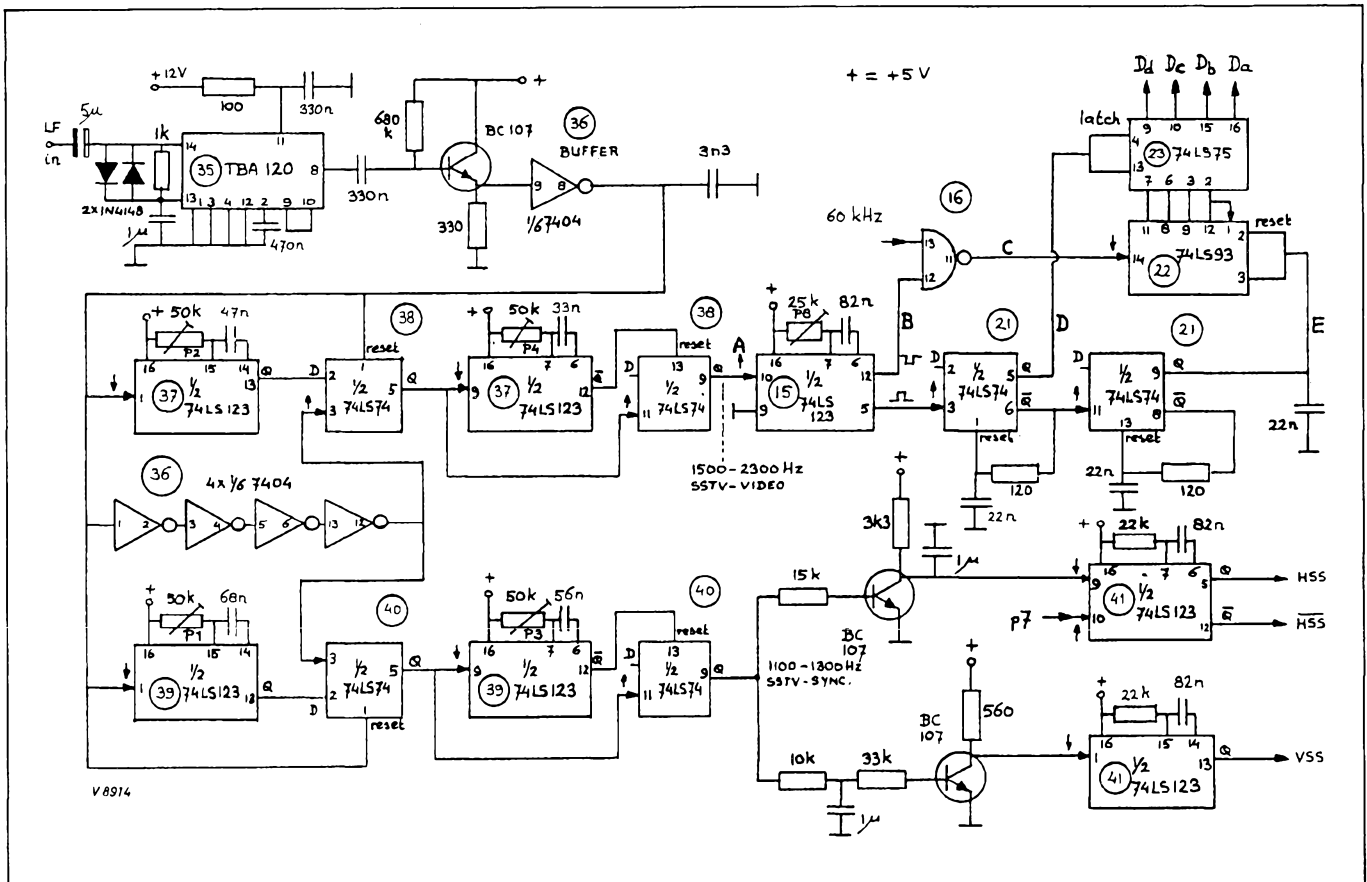 + = +5 V
+12V
100
330n
5µ
LF
in
1k
2x1N4148
1µ
14
35 TBA 120
11
8
13 1 3 4 12 2 9 10
470n
330n
680
k
+
BC 107
330
36
BUFFER
9 8
1/6 7404
3n3
16
60 kHz
13
12
11
C
B
D
E
Dd Dc Db Da
latch
9 10 15 16
4
13
23 74LS75
7 6 3 2
11 8 9 12 1
14
74LS93
22
reset
2
3
+ 50k 47n
P2
16 15 14
1
1/2
37 74LS123
13
Q
38
reset
1
D 2
1/2
74LS74
3
5
Q
+
50k 33n
P4
16 7 6
9
1/2
37 74LS123
Q̅
12
38
13 reset
D
1/2
74LS74
11
9
Q
A
1500-2300 Hz
SSTV-VIDEO
+
25k 82n
P8
16 7 6
10
9
1/2
15 74LS
123
12
5
21
D
2
1/2
74LS74
3
Q
5
6 Q̅
1
reset
120
22n
21
D
1/2
74LS74
11
Q
9
8
Q̅
13
reset
22n
120
22n
36
4x 1/6 7404
1 2 3 4 5 6 13 12
+
50k 68n
P1
16 15 14
1
1/2
39 74LS123
Q
13
40
3
1/2
74LS74
2
D
5
Q
1
reset
+
50k 56n
P3
16 7 6
9
1/2
39 74LS123
Q̅
12
40
reset
13
D
1/2
74LS74
11
9
Q
1100-1300Hz
SSTV-SYNC.
15k
+
3k3
1µ
BC
107
+
22k 82n
16 7 6
9
p7
10
1/2
41 74LS123
5 Q
HSS
12 Q̅
H̅S̅S̅
10k 33k
1µ
BC
107
+
560
+
22k 82n
16 15 14
1
1/2
41 74LS123
13
Q
VSS
V8914